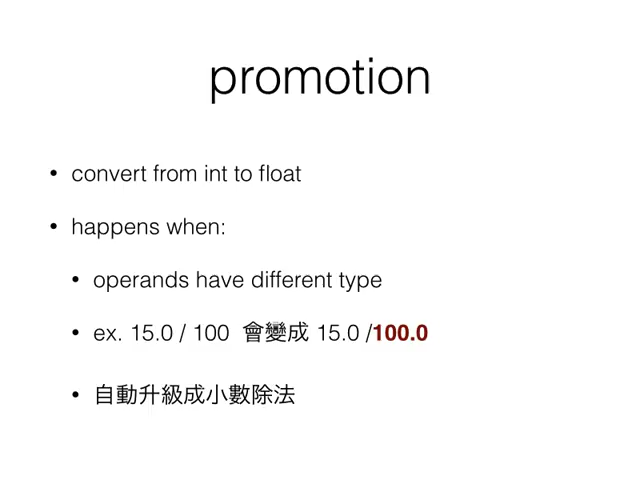 promotion
• convert from int to float
• happens when:
• operands have different type
• ex. 15.0 / 100 會變成 15.0 /100.0
• 自動升級成小數除法